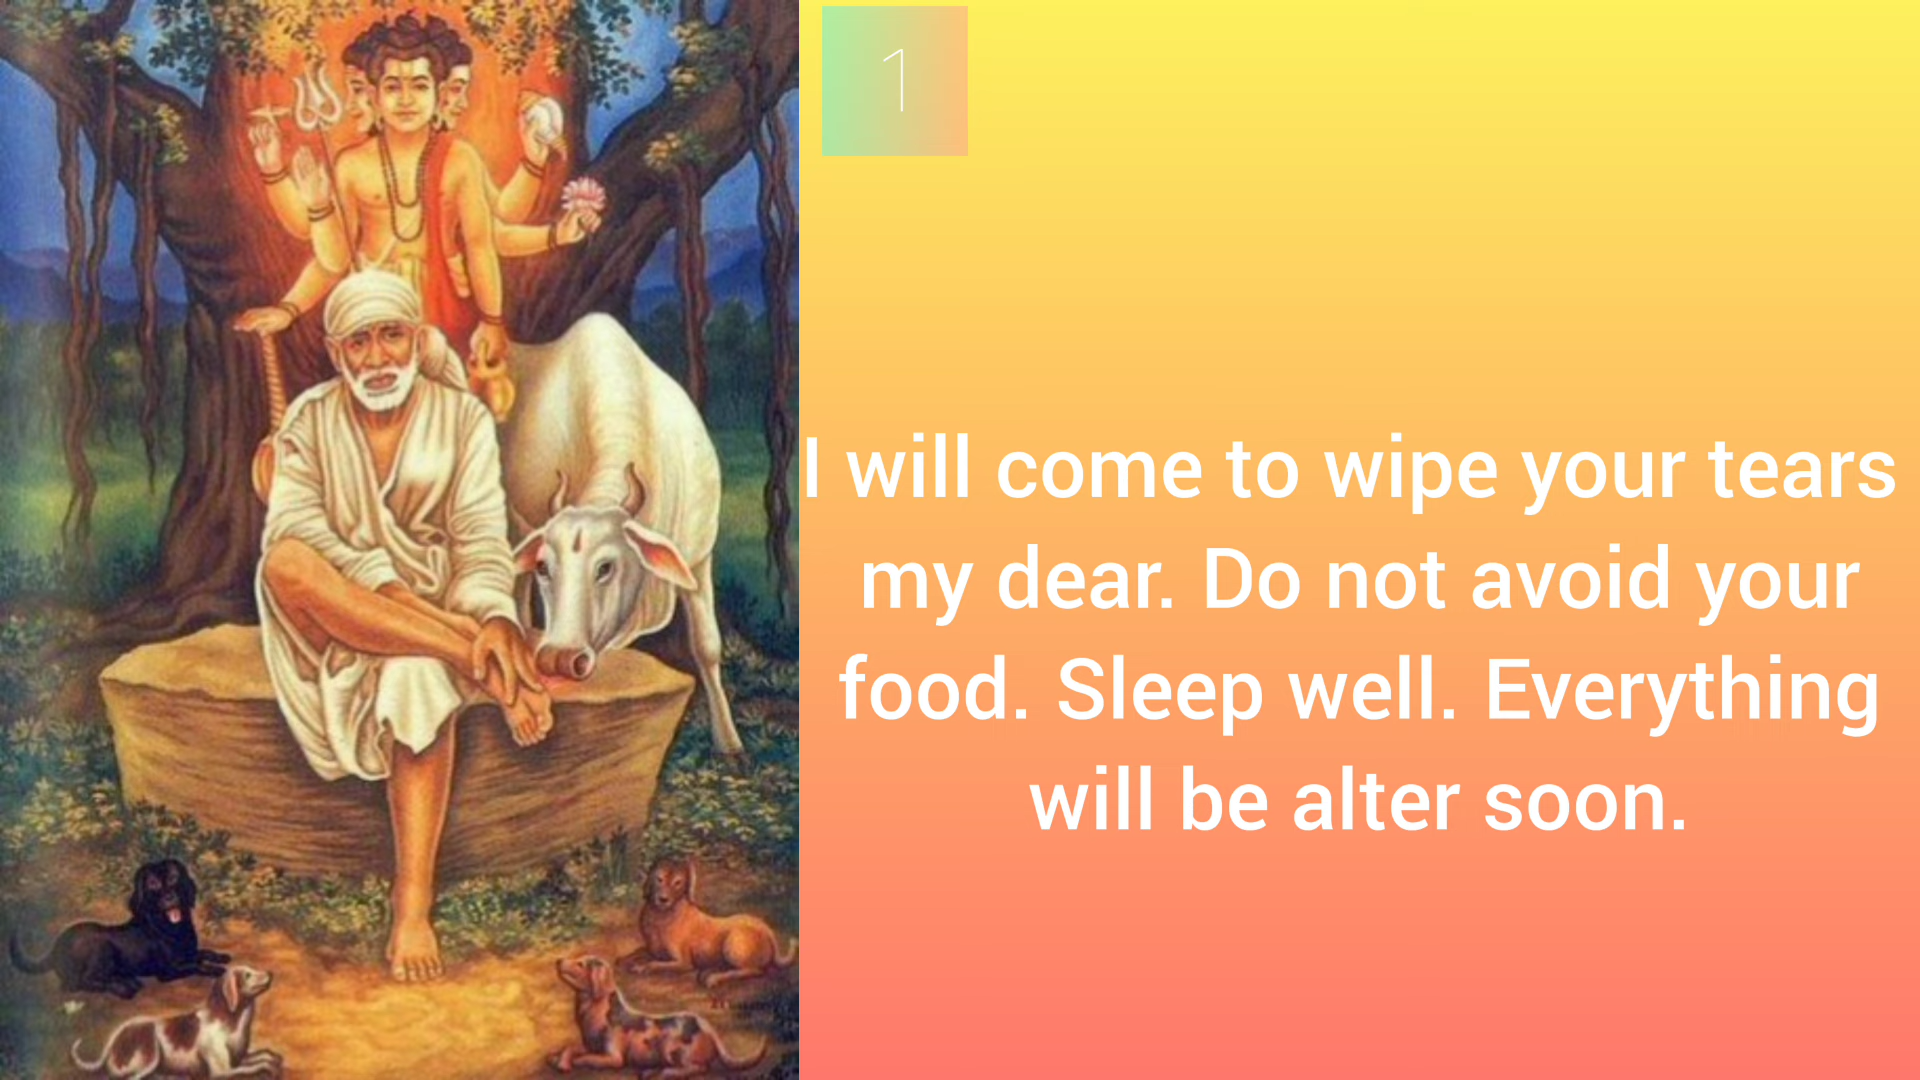 1
I will come to wipe your tears
my dear. Do not avoid your
food. Sleep well. Everything
will be alter soon.